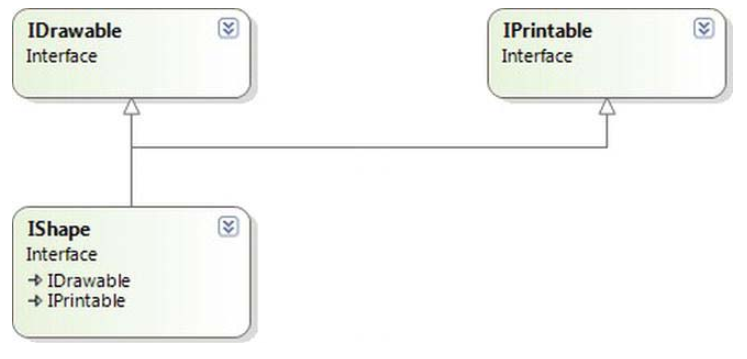 IDrawable
Interface
IPrintable
Interface
IShape
Interface
IDrawable
IPrintable